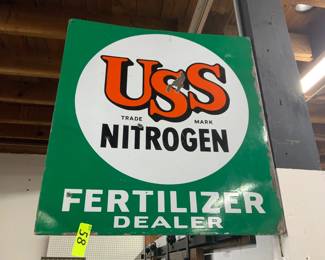 USS
TRADE MARK
NITROGEN
FERTILIZER
DEALER
58